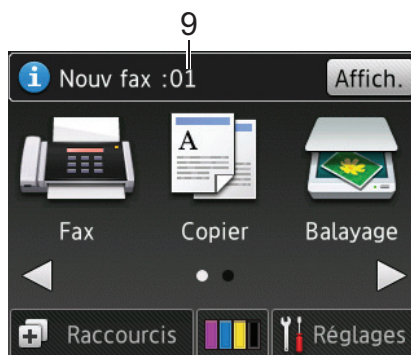 9
Nouv fax :01
Affich.
A
Fax Copier Balayage
Raccourcis Réglages